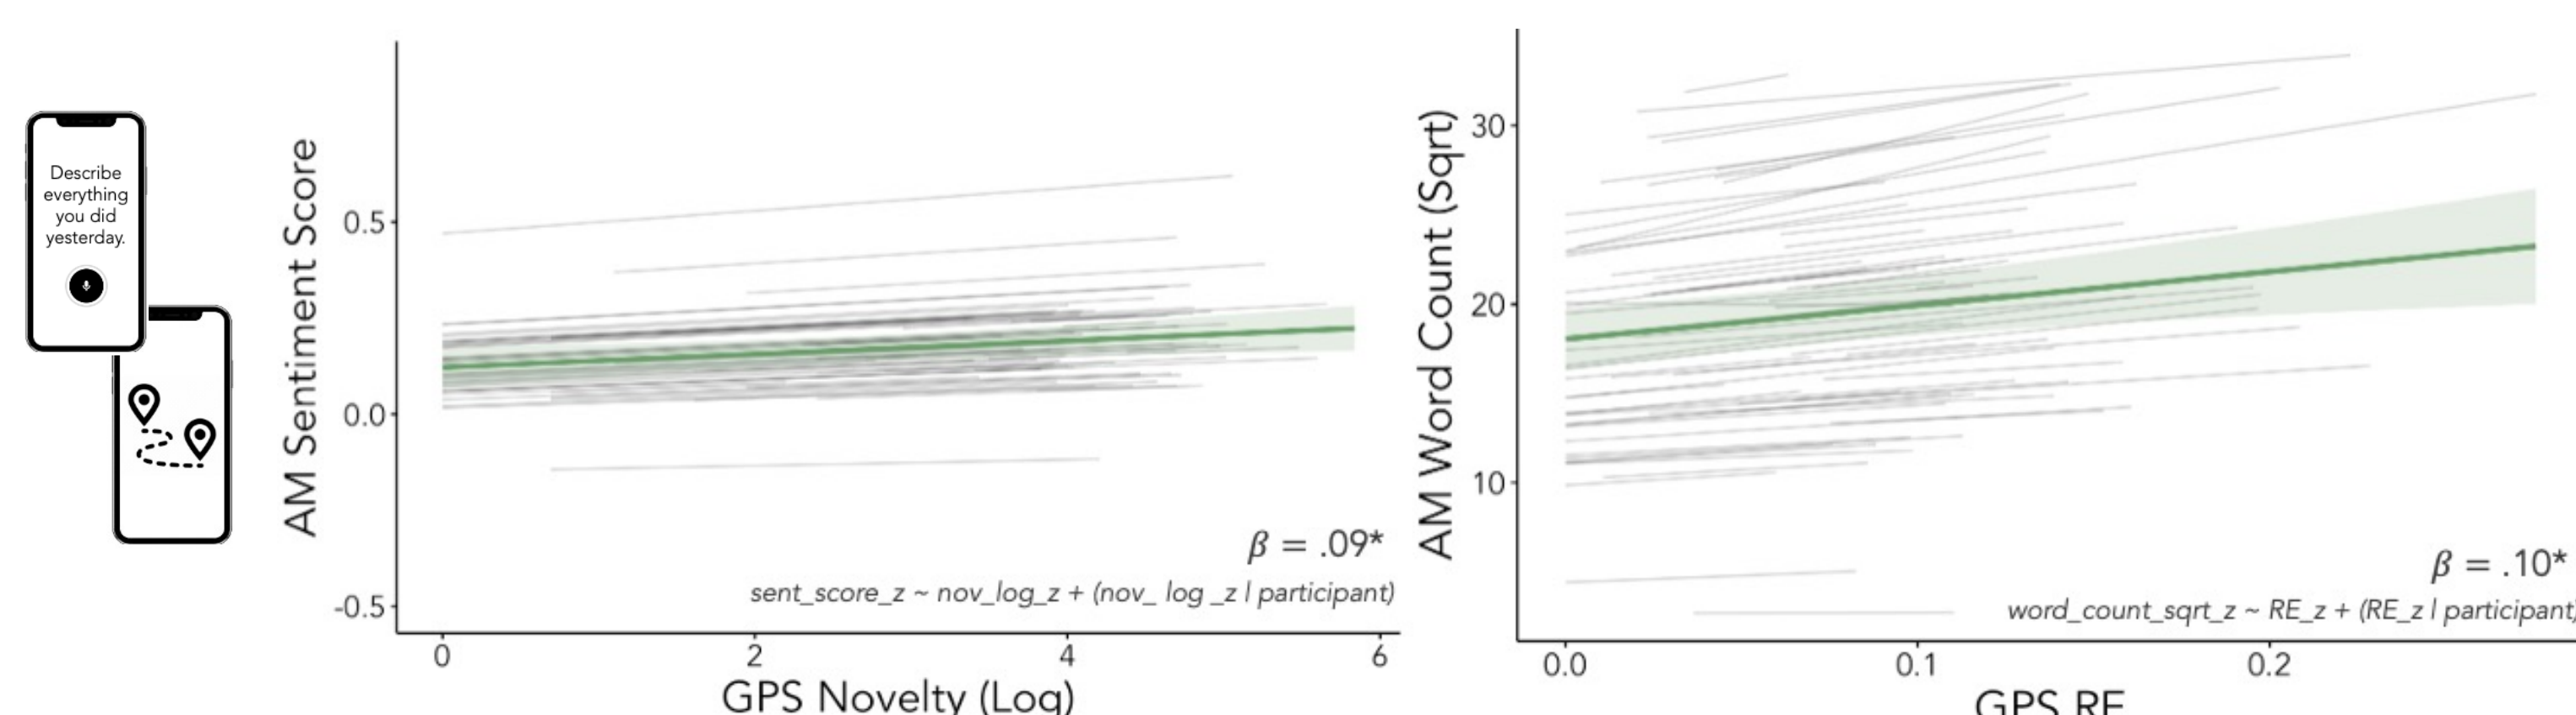 Describe
everything
you did
yesterday.
AM Sentiment Score
0.5
0.0
-0.5
0
2
4
6
GPS Novelty (Log)
β = .09*
sent_score_z ~ nov_log_z + (nov_ log _z | participant)
AM Word Count (Sqrt)
30
20
10
0.0
0.1
0.2
GPS RE
β = .10*
word_count_sqrt_z ~ RE_z + (RE_z | participant)